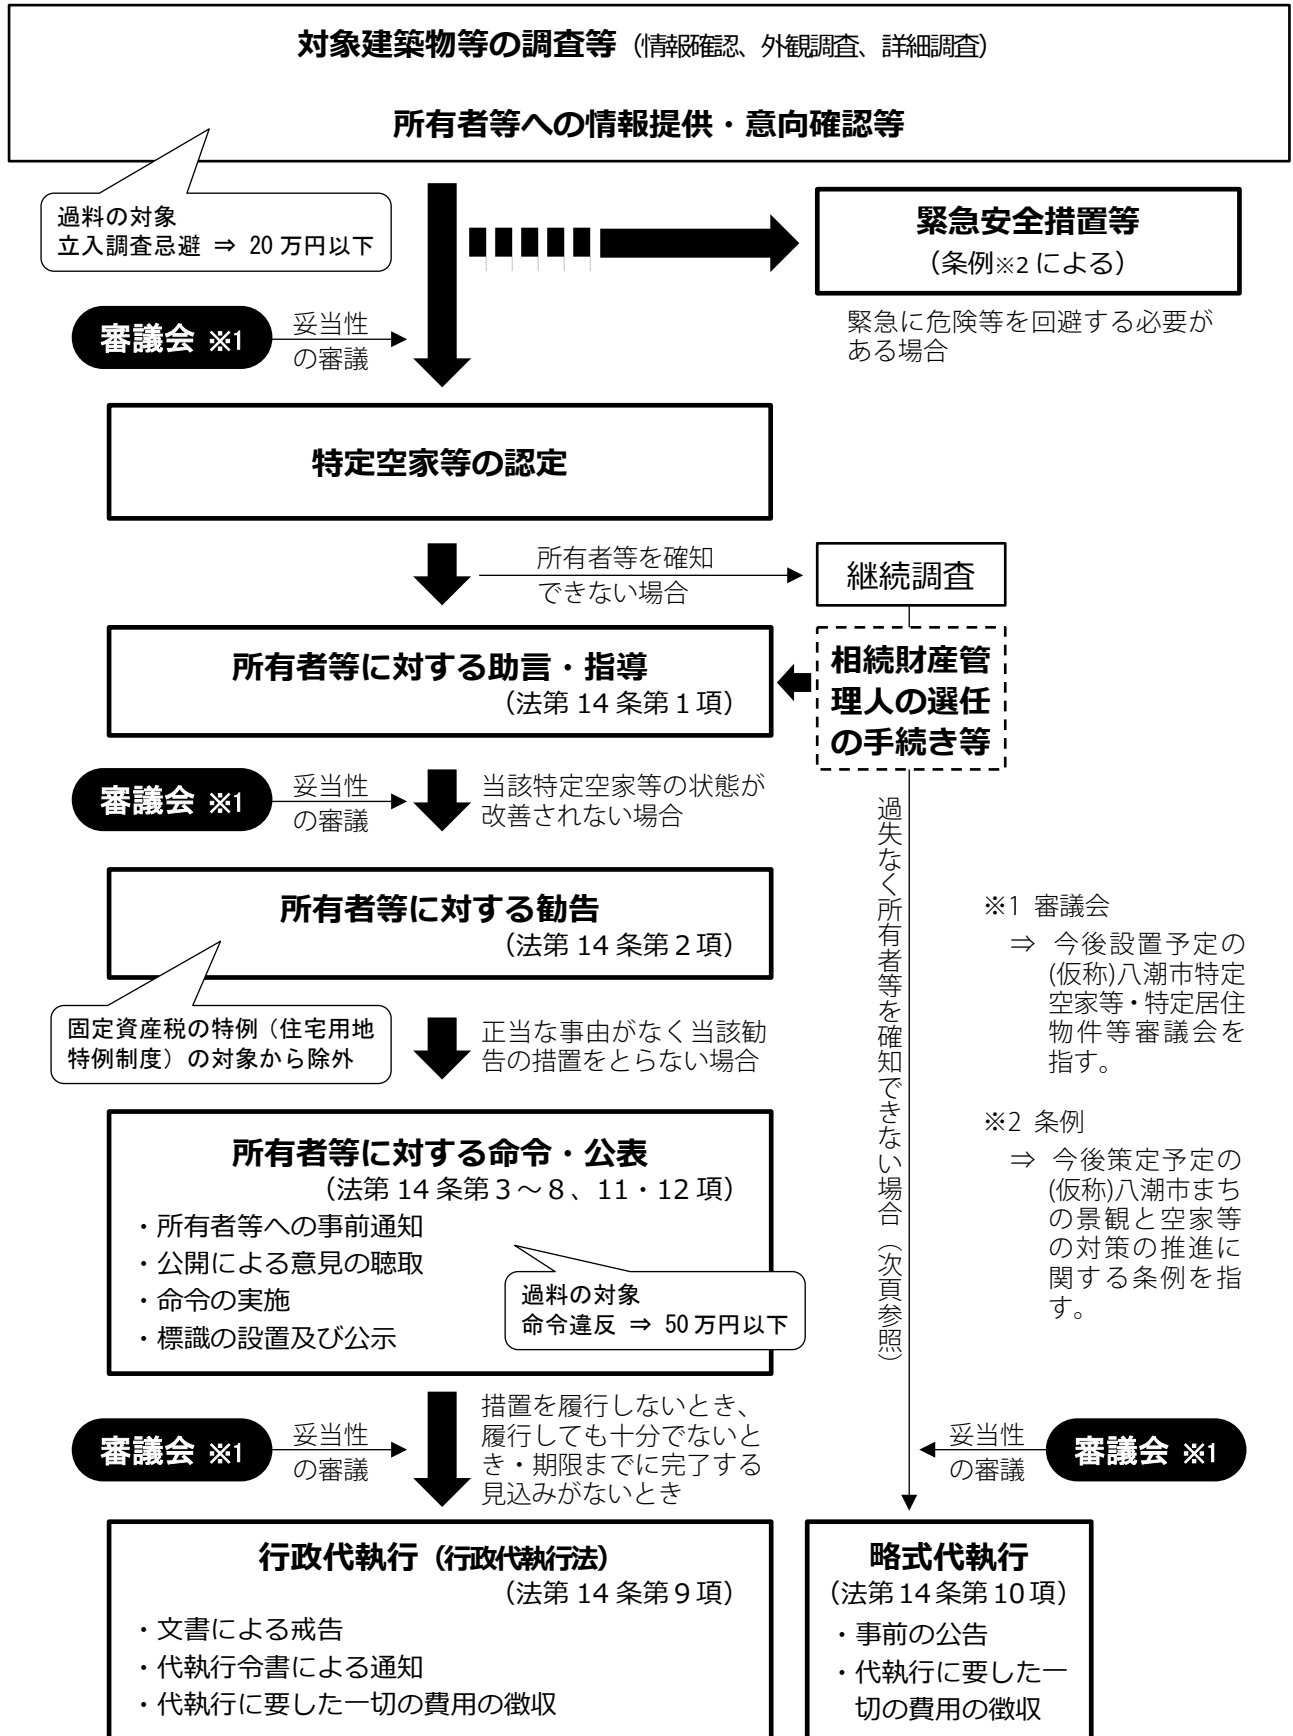 対象建築物等の調査等（情報確認、外観調査、詳細調査）
所有者等への情報提供・意向確認等
過料の対象
立入調査忌避 ⇒ 20万円以下
緊急安全措置等
（条例※2による）
緊急に危険等を回避する必要が
ある場合
審議会 ※1
妥当性
の審議
特定空家等の認定
所有者等を確知
できない場合
継続調査
所有者等に対する助言・指導
（法第14条第1項）
相続財産管
理人の選任
の手続き等
審議会 ※1
妥当性
の審議
当該特定空家等の状態が
改善されない場合
過失なく所有者等を確知できない場合（次頁参照）
所有者等に対する勧告
（法第14条第2項）
固定資産税の特例（住宅用地
特例制度）の対象から除外
正当な事由がなく当該勧
告の措置をとらない場合
※1 審議会
⇒ 今後設置予定の
(仮称)八潮市特定
空家等・特定居住
物件等審議会を
指す。
※2 条例
⇒ 今後策定予定の
(仮称)八潮市まち
の景観と空家等
の対策の推進に
関する条例を指
す。
所有者等に対する命令・公表
（法第14条第3～8、11・12項）
・所有者等への事前通知
・公開による意見の聴取
・命令の実施
・標識の設置及び公示
過料の対象
命令違反 ⇒ 50万円以下
審議会 ※1
妥当性
の審議
措置を履行しないとき、
履行しても十分でないと
き・期限までに完了する
見込みがないとき
妥当性
の審議
審議会 ※1
行政代執行（行政代執行法）
（法第14条第9項）
・文書による戒告
・代執行令書による通知
・代執行に要した一切の費用の徴収
略式代執行
（法第14条第10項）
・事前の公告
・代執行に要した一
切の費用の徴収